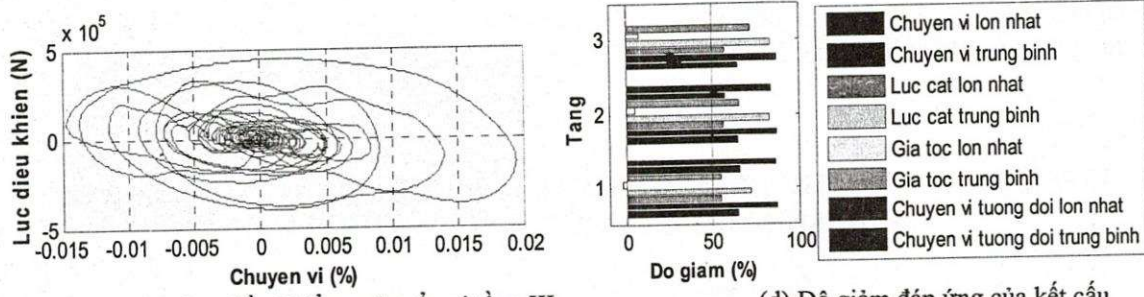 x 10⁵
5
0
-5
Luc dieu khien (N)
-0.015 -0.01 -0.005 0 0.005 0.01 0.015 0.02
Chuyen vi (%)
3
2
1
Tang
0 50 100
Do giam (%)
Chuyen vi lon nhat
Chuyen vi trung binh
Luc cat lon nhat
Luc cat trung binh
Gia toc lon nhat
Gia toc trung binh
Chuyen vi tuong doi lon nhat
Chuyen vi tuong doi trung binh
(d) Độ giảm đáp ứng của kết cấu